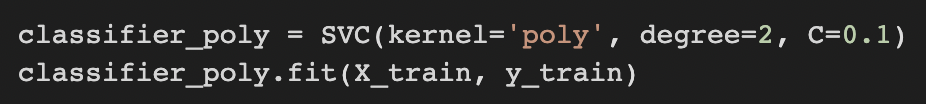 classifier_poly = SVC(kernel='poly', degree=2, C=0.1)
classifier_poly.fit(X_train, y_train)